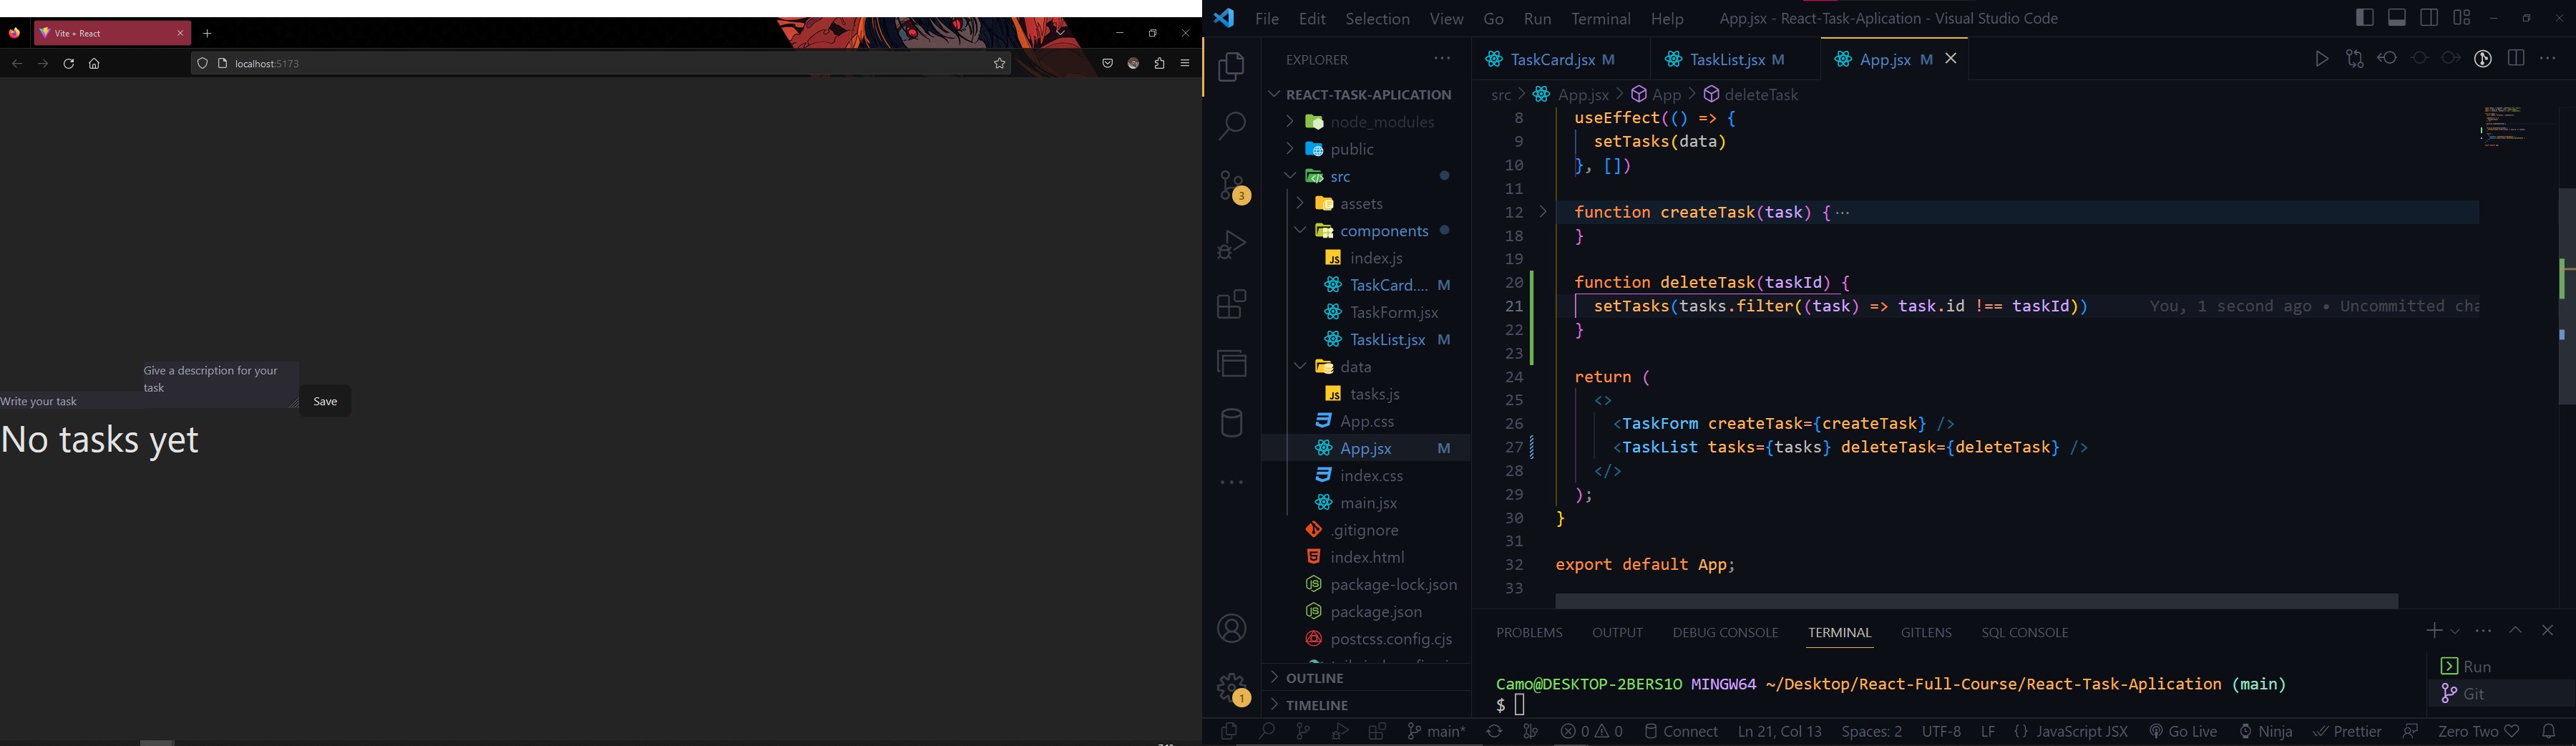 Vite + React
localhost:5173
Give a description for your
task
Write your task
Save
No tasks yet
File Edit Selection View Go Run Terminal Help
App.jsx - React-Task-Aplication - Visual Studio Code
EXPLORER
REACT-TASK-APLICATION
node_modules
public
src
assets
components
index.js
TaskCard.... M
TaskForm.jsx
TaskList.jsx M
data
tasks.js
App.css
App.jsx M
index.css
main.jsx
.gitignore
index.html
package-lock.json
package.json
postcss.config.cjs
OUTLINE
TIMELINE
3
1
TaskCard.jsx M
TaskList.jsx M
App.jsx M
src > App.jsx > App > deleteTask
8 useEffect(() => {
9 setTasks(data)
10 }, [])
11
12 function createTask(task) {···
18 }
19
20 function deleteTask(taskId) {
21 setTasks(tasks.filter((task) => task.id !== taskId)) You, 1 second ago • Uncommitted cha
22 }
23
24 return (
25 <>
26 <TaskForm createTask={createTask} />
27 <TaskList tasks={tasks} deleteTask={deleteTask} />
28 </>
29 );
30 }
31
32 export default App;
33
PROBLEMS OUTPUT DEBUG CONSOLE TERMINAL GITLENS SQL CONSOLE
Camo@DESKTOP-2BERS1O MINGW64 ~/Desktop/React-Full-Course/React-Task-Aplication (main)
$
Run
Git
main* 0 0 Connect Ln 21, Col 13 Spaces: 2 UTF-8 LF {} JavaScript JSX Go Live Ninja Prettier Zero Two